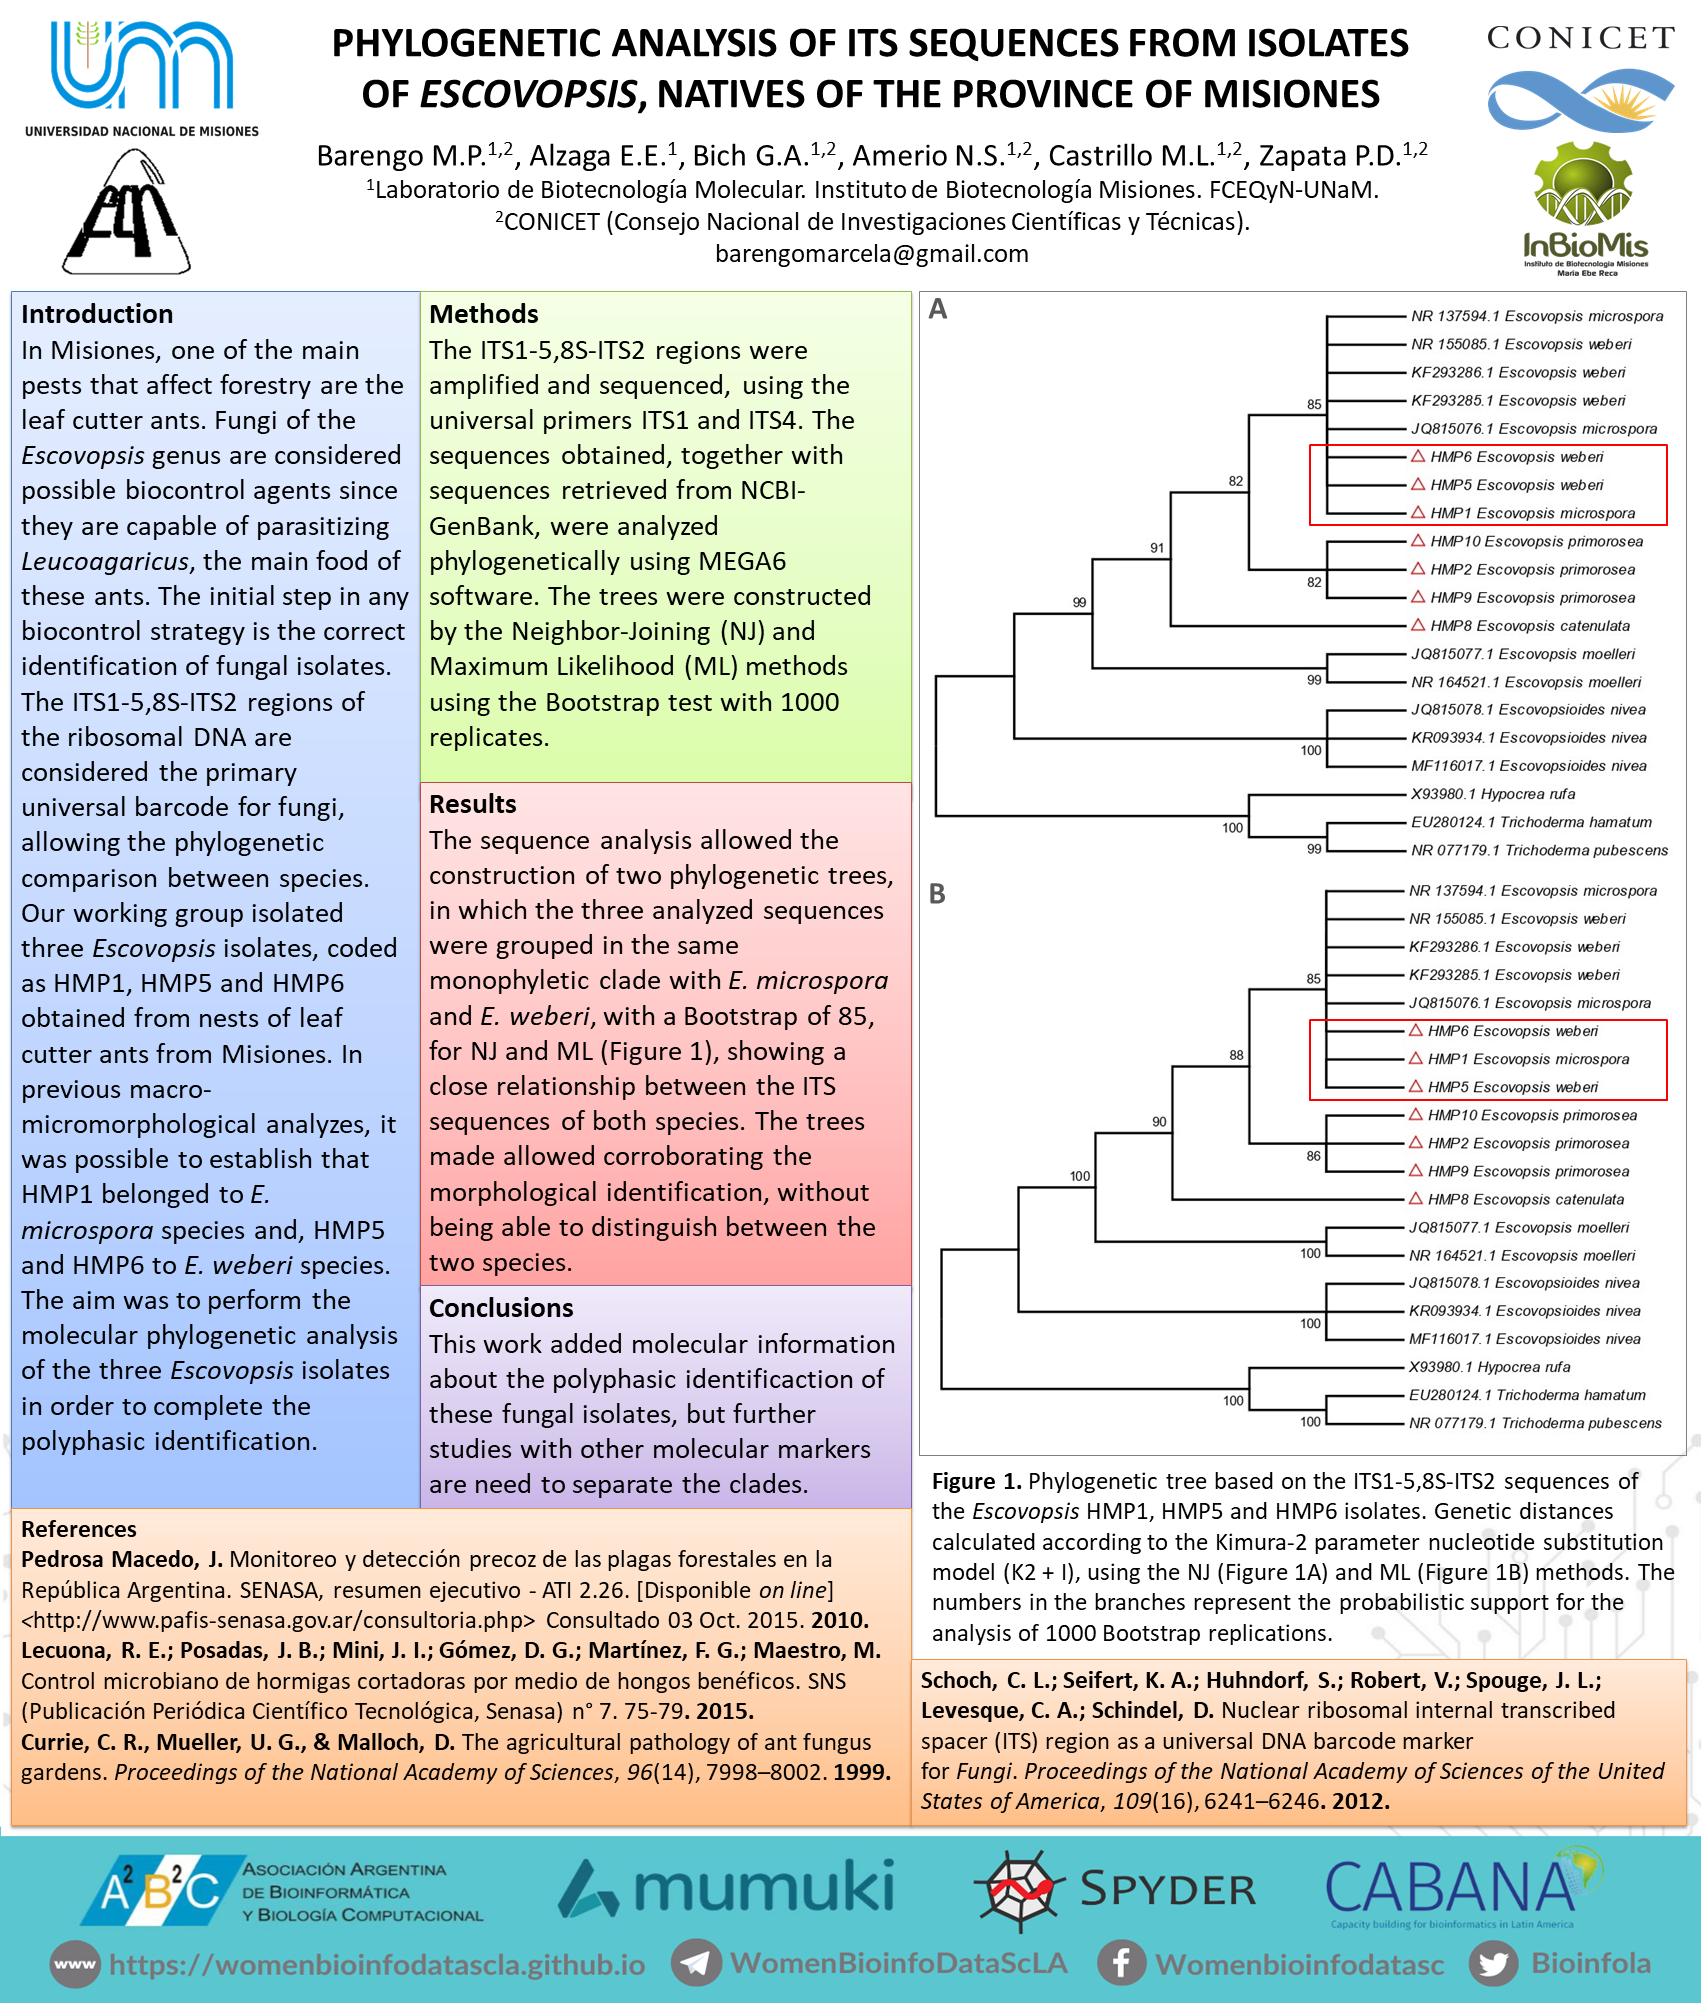 UNIVERSIDAD NACIONAL DE MISIONES
PHYLOGENETIC ANALYSIS OF ITS SEQUENCES FROM ISOLATES
OF ESCOVOPSIS, NATIVES OF THE PROVINCE OF MISIONES
Barengo M.P.1,2, Alzaga E.E.1, Bich G.A.1,2, Amerio N.S.1,2, Castrillo M.L.1,2, Zapata P.D.1,2
1Laboratorio de Biotecnología Molecular. Instituto de Biotecnología Misiones. FCEQyN-UNaM.
2CONICET (Consejo Nacional de Investigaciones Científicas y Técnicas).
barengomarcela@gmail.com
CONICET
InBioMis
Instituto de Biotecnología Misiones
María Ebe Reca
Introduction
In Misiones, one of the main
pests that affect forestry are the
leaf cutter ants. Fungi of the
Escovopsis genus are considered
possible biocontrol agents since
they are capable of parasitizing
Leucoagaricus, the main food of
these ants. The initial step in any
biocontrol strategy is the correct
identification of fungal isolates.
The ITS1-5,8S-ITS2 regions of
the ribosomal DNA are
considered the primary
universal barcode for fungi,
allowing the phylogenetic
comparison between species.
Our working group isolated
three Escovopsis isolates, coded
as HMP1, HMP5 and HMP6
obtained from nests of leaf
cutter ants from Misiones. In
previous macro-
micromorphological analyzes, it
was possible to establish that
HMP1 belonged to E.
microspora species and, HMP5
and HMP6 to E. weberi species.
The aim was to perform the
molecular phylogenetic analysis
of the three Escovopsis isolates
in order to complete the
polyphasic identification.
Methods
The ITS1-5,8S-ITS2 regions were
amplified and sequenced, using the
universal primers ITS1 and ITS4. The
sequences obtained, together with
sequences retrieved from NCBI-
GenBank, were analyzed
phylogenetically using MEGA6
software. The trees were constructed
by the Neighbor-Joining (NJ) and
Maximum Likelihood (ML) methods
using the Bootstrap test with 1000
replicates.
Results
The sequence analysis allowed the
construction of two phylogenetic trees,
in which the three analyzed sequences
were grouped in the same
monophyletic clade with E. microspora
and E. weberi, with a Bootstrap of 85,
for NJ and ML (Figure 1), showing a
close relationship between the ITS
sequences of both species. The trees
made allowed corroborating the
morphological identification, without
being able to distinguish between the
two species.
Conclusions
This work added molecular information
about the polyphasic identificaction of
these fungal isolates, but further
studies with other molecular markers
are need to separate the clades.
A
NR 137594.1 Escovopsis microspora
NR 155085.1 Escovopsis weberi
KF293286.1 Escovopsis weberi
KF293285.1 Escovopsis weberi
85
JQ815076.1 Escovopsis microspora
HMP6 Escovopsis weberi
82
HMP5 Escovopsis weberi
HMP1 Escovopsis microspora
HMP10 Escovopsis primorosea
91
HMP2 Escovopsis primorosea
82
HMP9 Escovopsis primorosea
99
HMP8 Escovopsis catenulata
JQ815077.1 Escovopsis moelleri
99
NR 164521.1 Escovopsis moelleri
JQ815078.1 Escovopsioides nivea
KR093934.1 Escovopsioides nivea
100
MF116017.1 Escovopsioides nivea
X93980.1 Hypocrea rufa
100
EU280124.1 Trichoderma hamatum
99
NR 077179.1 Trichoderma pubescens
B
NR 137594.1 Escovopsis microspora
NR 155085.1 Escovopsis weberi
KF293286.1 Escovopsis weberi
KF293285.1 Escovopsis weberi
85
JQ815076.1 Escovopsis microspora
HMP6 Escovopsis weberi
88
HMP1 Escovopsis microspora
HMP5 Escovopsis weberi
HMP10 Escovopsis primorosea
90
HMP2 Escovopsis primorosea
86
HMP9 Escovopsis primorosea
100
HMP8 Escovopsis catenulata
JQ815077.1 Escovopsis moelleri
100
NR 164521.1 Escovopsis moelleri
JQ815078.1 Escovopsioides nivea
KR093934.1 Escovopsioides nivea
100
MF116017.1 Escovopsioides nivea
X93980.1 Hypocrea rufa
100
EU280124.1 Trichoderma hamatum
100
NR 077179.1 Trichoderma pubescens
Figure 1. Phylogenetic tree based on the ITS1-5,8S-ITS2 sequences of
the Escovopsis HMP1, HMP5 and HMP6 isolates. Genetic distances
calculated according to the Kimura-2 parameter nucleotide substitution
model (K2 + I), using the NJ (Figure 1A) and ML (Figure 1B) methods. The
numbers in the branches represent the probabilistic support for the
analysis of 1000 Bootstrap replications.
References
Pedrosa Macedo, J. Monitoreo y detección precoz de las plagas forestales en la
República Argentina. SENASA, resumen ejecutivo - ATI 2.26. [Disponible on line]
<http://www.pafis-senasa.gov.ar/consultoria.php> Consultado 03 Oct. 2015. 2010.
Lecuona, R. E.; Posadas, J. B.; Mini, J. I.; Gómez, D. G.; Martínez, F. G.; Maestro, M.
Control microbiano de hormigas cortadoras por medio de hongos benéficos. SNS
(Publicación Periódica Científico Tecnológica, Senasa) n° 7. 75-79. 2015.
Currie, C. R., Mueller, U. G., & Malloch, D. The agricultural pathology of ant fungus
gardens. Proceedings of the National Academy of Sciences, 96(14), 7998–8002. 1999.
Schoch, C. L.; Seifert, K. A.; Huhndorf, S.; Robert, V.; Spouge, J. L.;
Levesque, C. A.; Schindel, D. Nuclear ribosomal internal transcribed
spacer (ITS) region as a universal DNA barcode marker
for Fungi. Proceedings of the National Academy of Sciences of the United
States of America, 109(16), 6241–6246. 2012.
A2B2C
ASOCIACIÓN ARGENTINA
DE BIOINFORMÁTICA
Y BIOLOGÍA COMPUTACIONAL
mumuki
SPYDER
CABANA
Capacity building for bioinformatics in Latin America
www https://womenbioinfodatascla.github.io
WomenBioinfoDataScLA
Womenbioinfodatasc
Bioinfola